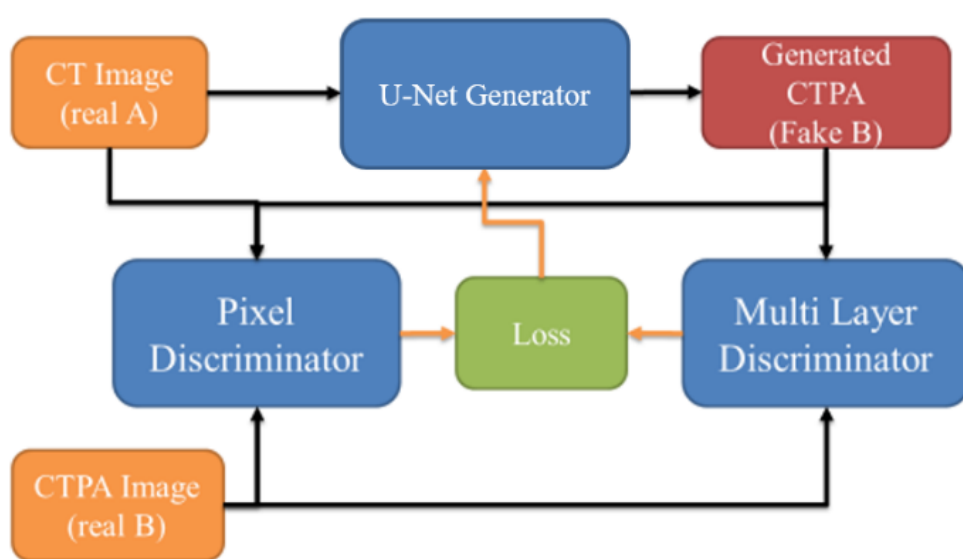 CT Image
(real A)
U-Net Generator
Generated
CTPA
(Fake B)
Pixel
Discriminator
Loss
Multi Layer
Discriminator
CTPA Image
(real B)